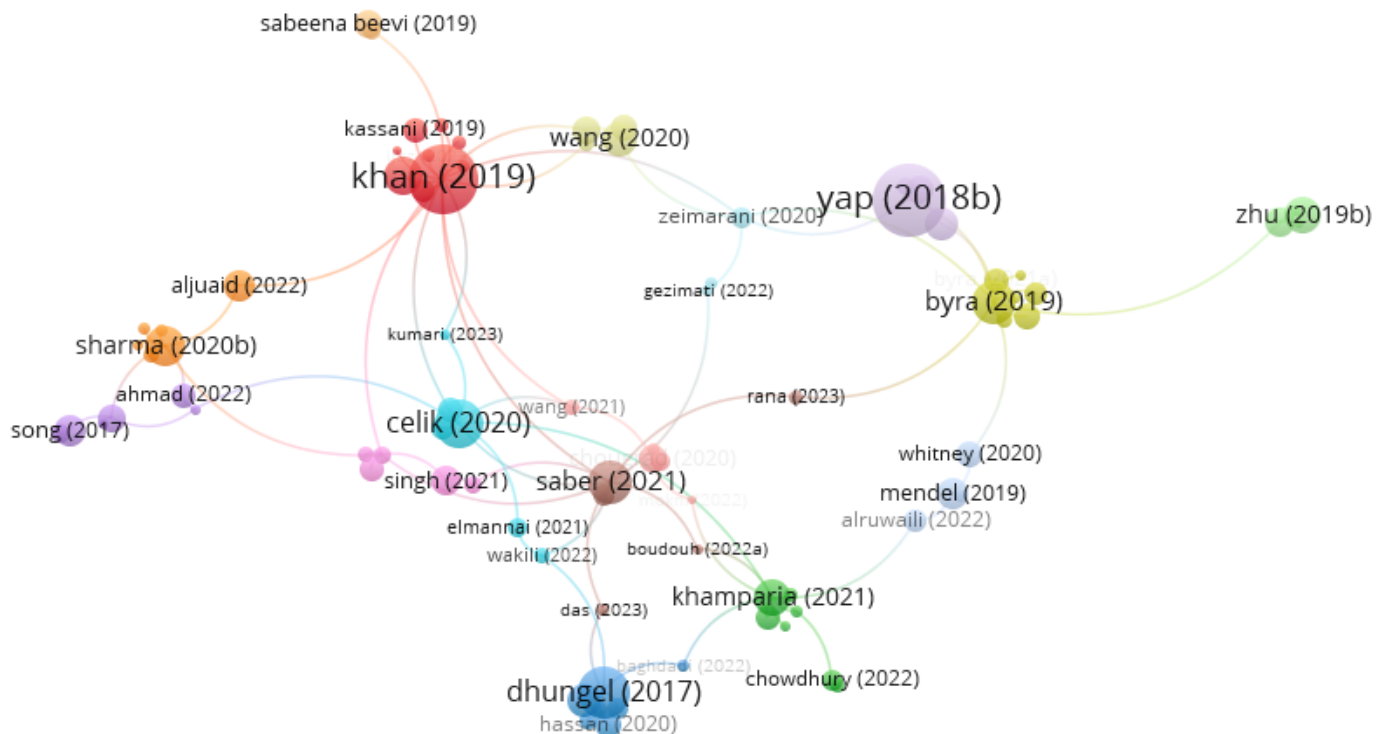 sabeena beevi (2019)
kassani (2019)
wang (2020)
khan (2019)
yap (2018b)
zeimarani (2020)
zhu (2019b)
aljuaid (2022)
gezimati (2022)
byra (2019)
kumari (2023)
sharma (2020b)
ahmad (2022)
rana (2023)
wang (2021)
song (2017)
celik (2020)
whitney (2020)
(2020)
singh (2021)
saber (2021)
mendel (2019)
alruwaili (2022)
elmannai (2021)
wakili (2022)
boudouh (2022a)
khamparia (2021)
das (2023)
baghdadi (2022)
chowdhury (2022)
dhungel (2017)
hassan (2020)